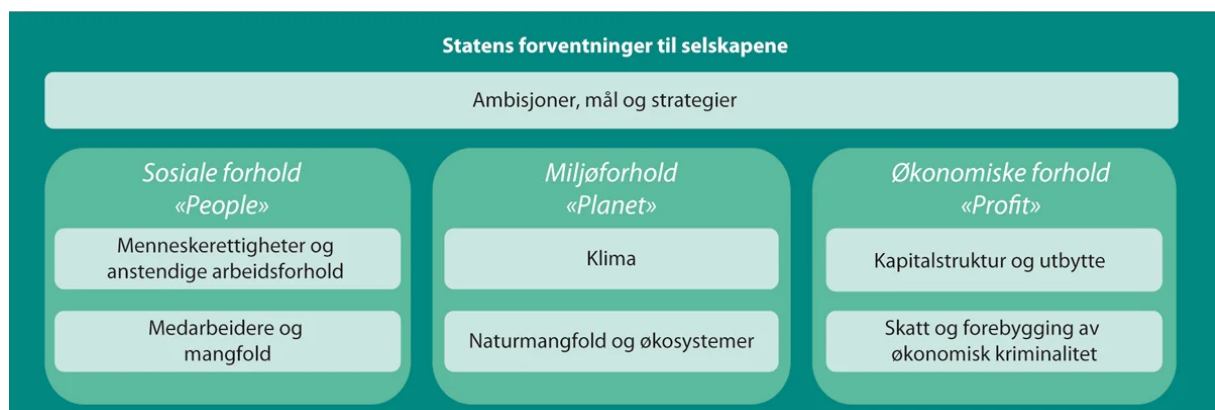 Statens forventninger til selskapene
Ambisjoner, mål og strategier
Sosiale forhold
«People»
Menneskerettigheter og
anstendige arbeidsforhold
Medarbeidere og
mangfold
Miljøforhold
«Planet»
Klima
Naturmangfold og økosystemer
Økonomiske forhold
«Profit»
Kapitalstruktur og utbytte
Skatt og forebygging av
økonomisk kriminalitet